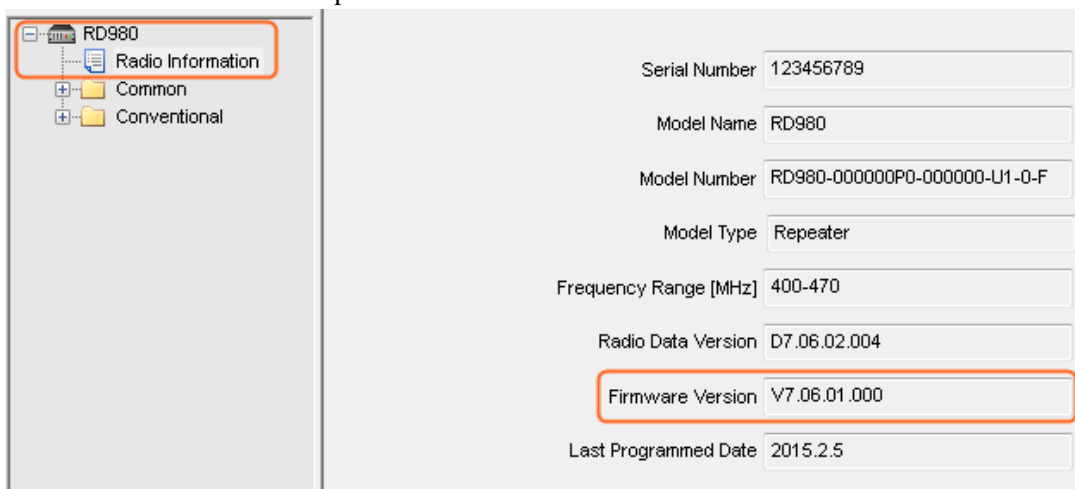 RD980
Radio Information
Common
Conventional
Serial Number 123456789
Model Name RD980
Model Number RD980-000000P0-000000-U1-0-F
Model Type Repeater
Frequency Range [MHz] 400-470
Radio Data Version D7.06.02.004
Firmware Version V7.06.01.000
Last Programmed Date 2015.2.5